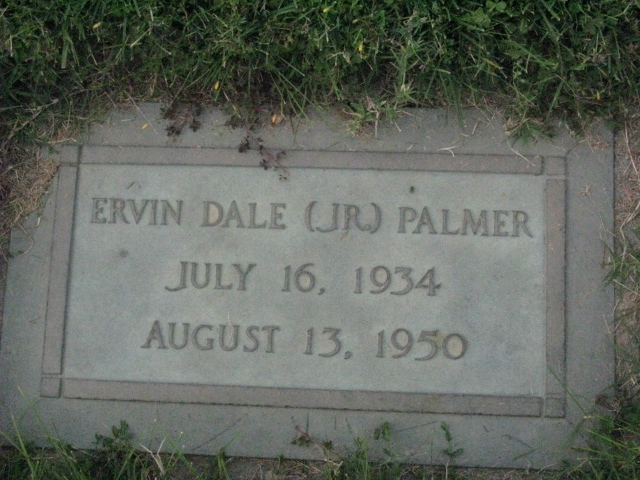 ERVIN DALE (JR.) PALMER
JULY 16, 1934
AUGUST 13, 1950